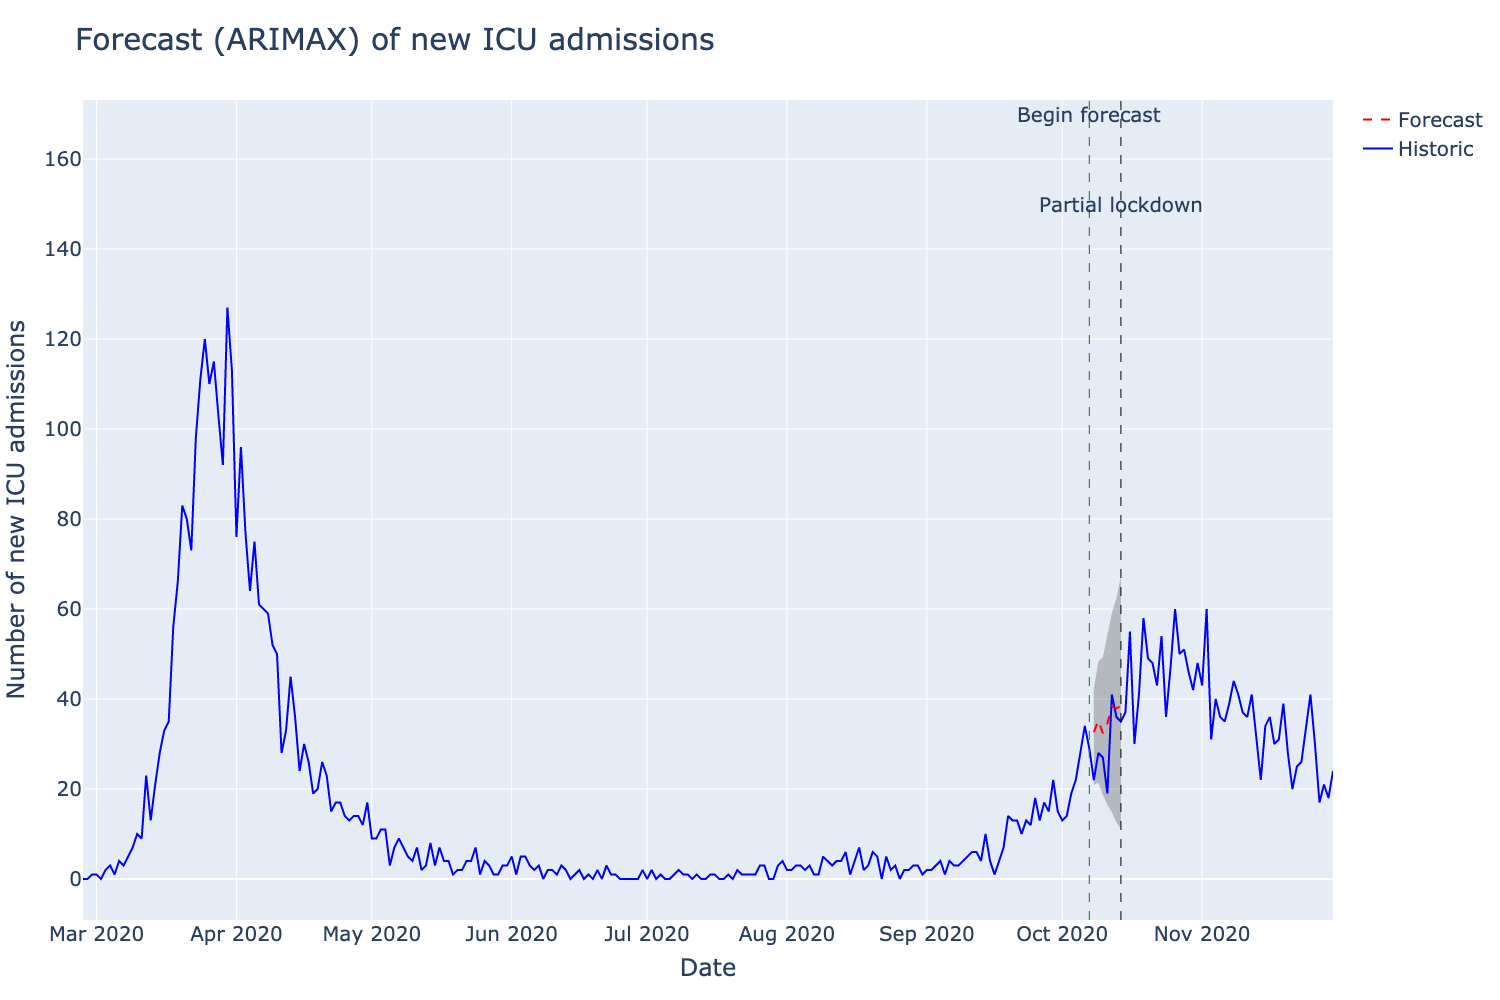 Forecast (ARIMAX) of new ICU admissions
Begin forecast
Partial lockdown
Forecast
Historic
Number of new ICU admissions
160
140
120
100
80
60
40
20
0
Mar 2020
Apr 2020
May 2020
Jun 2020
Jul 2020
Aug 2020
Sep 2020
Oct 2020
Nov 2020
Date